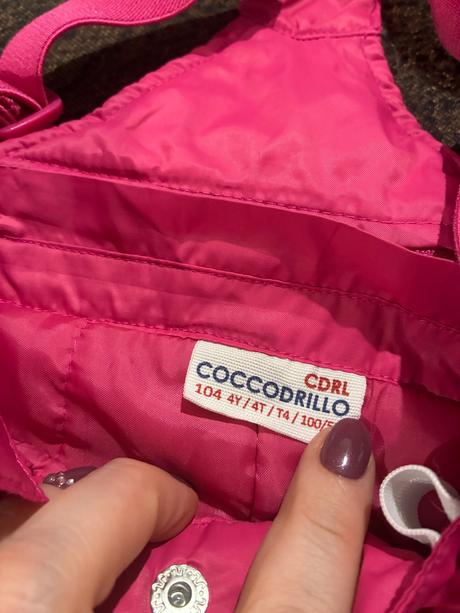 CDRL
COCCODRILLO
104 4Y / 4T / T4 / 100/5